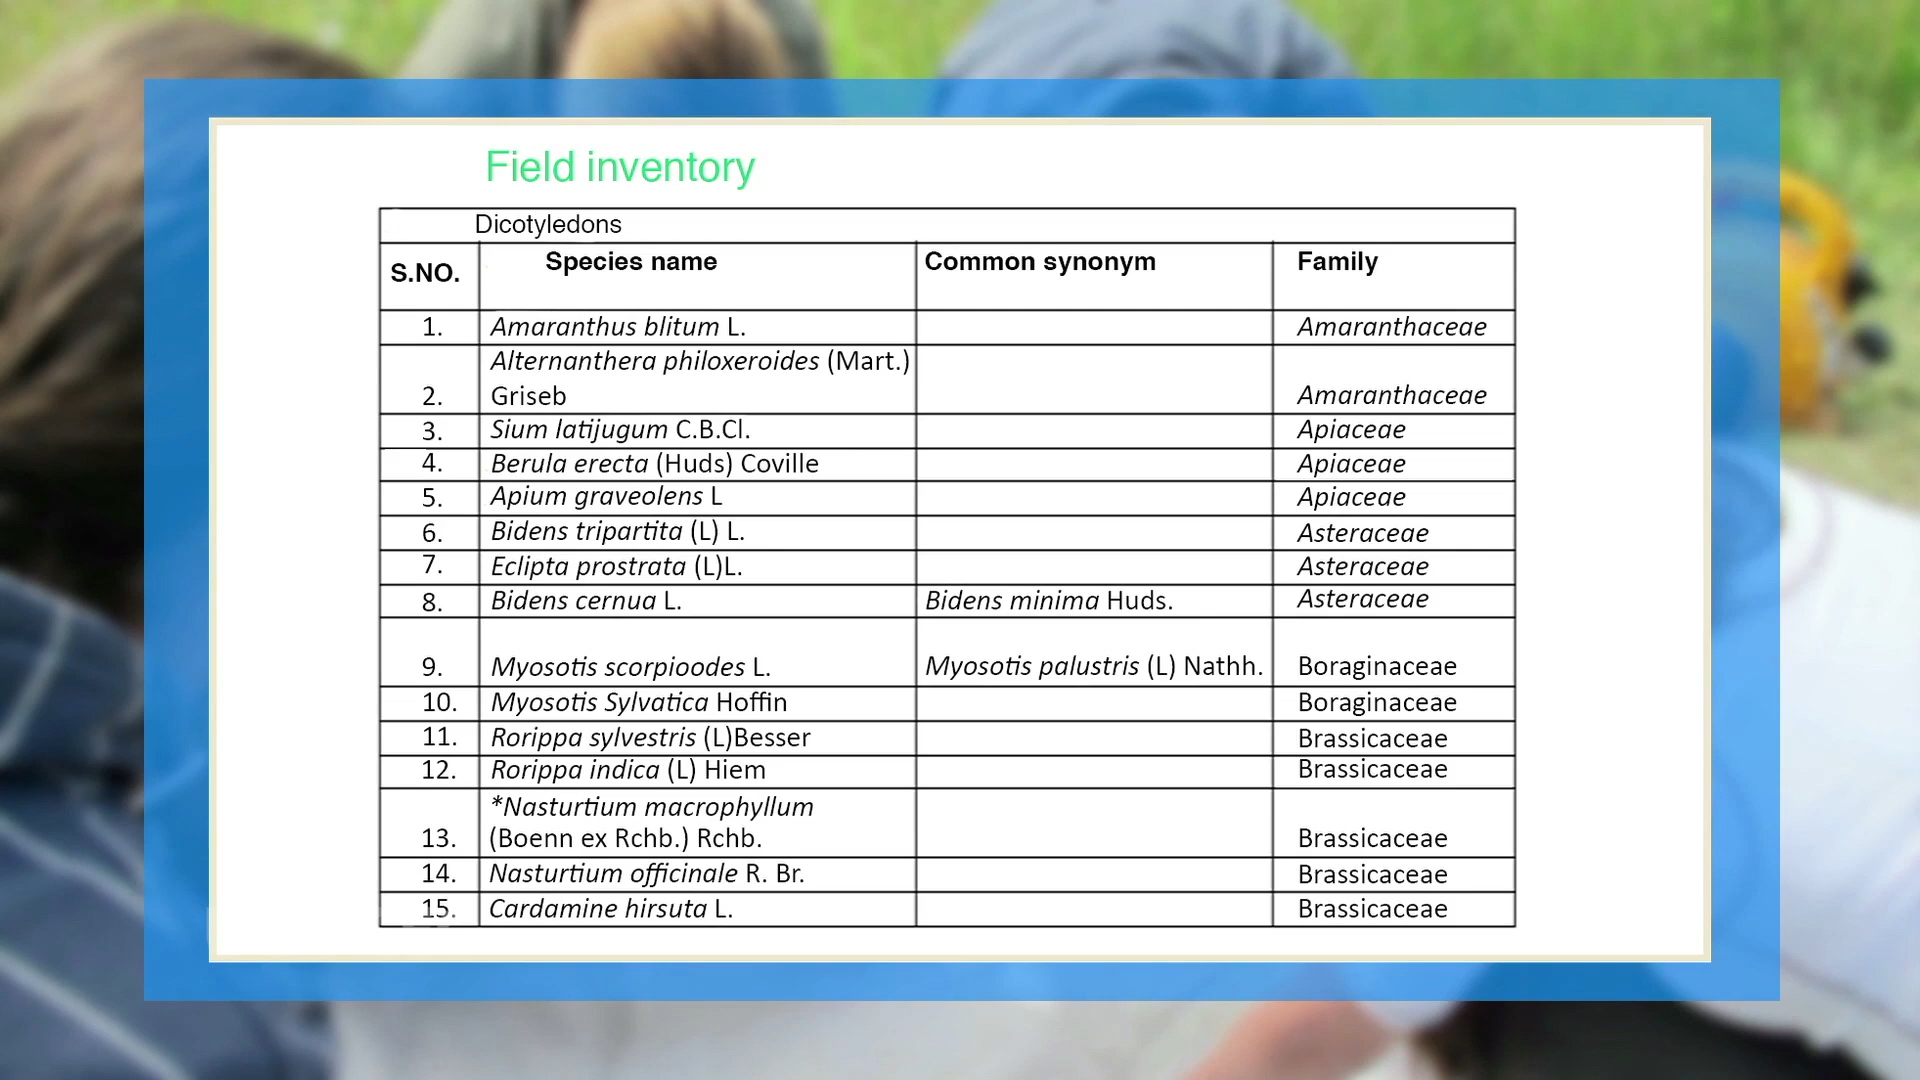 Field inventory
Dicotyledons
S.NO. Species name Common synonym Family
1. Amaranthus blitum L. Amaranthaceae
Alternanthera philoxeroides (Mart.)
2. Griseb Amaranthaceae
3. Sium latijugum C.B.Cl. Apiaceae
4. Berula erecta (Huds) Coville Apiaceae
5. Apium graveolens L Apiaceae
6. Bidens tripartita (L) L. Asteraceae
7. Eclipta prostrata (L)L. Asteraceae
8. Bidens cernua L. Bidens minima Huds. Asteraceae
9. Myosotis scorpioodes L. Myosotis palustris (L) Nathh. Boraginaceae
10. Myosotis Sylvatica Hoffin Boraginaceae
11. Rorippa sylvestris (L)Besser Brassicaceae
12. Rorippa indica (L) Hiem Brassicaceae
*Nasturtium macrophyllum
13. (Boenn ex Rchb.) Rchb. Brassicaceae
14. Nasturtium officinale R. Br. Brassicaceae
15. Cardamine hirsuta L. Brassicaceae